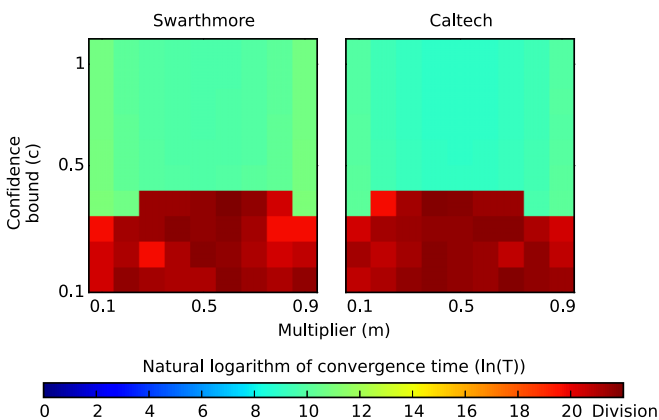 Swarthmore Caltech
Confidence bound (c)
1
0.5
0.1
0.1 0.5 0.9 0.1 0.5 0.9
Multiplier (m)
Natural logarithm of convergence time (ln(T))
0 2 4 6 8 10 12 14 16 18 20 Division